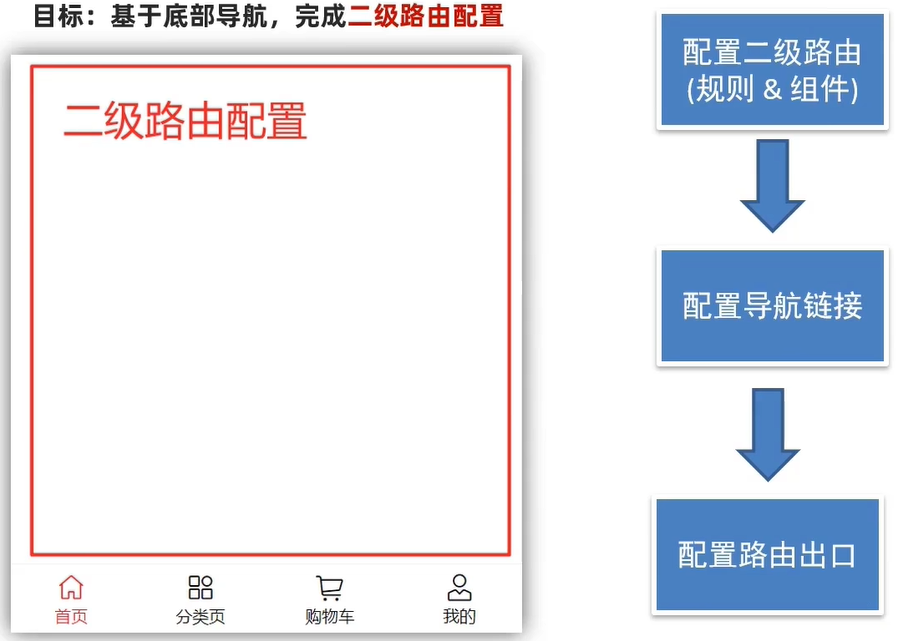 目标：基于底部导航，完成二级路由配置
二级路由配置
首页
分类页
购物车
我的
配置二级路由
(规则 & 组件)
配置导航链接
配置路由出口